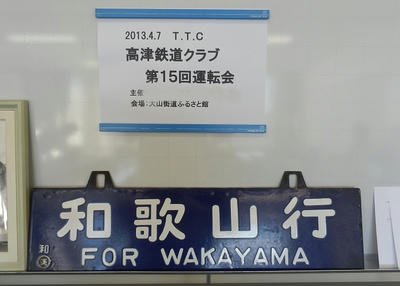 2013.4.7 T.T.C
高津鉄道クラブ
第15回運転会
主催
会場:大山街道ふるさと館
和歌山行
FOR WAKAYAMA
和